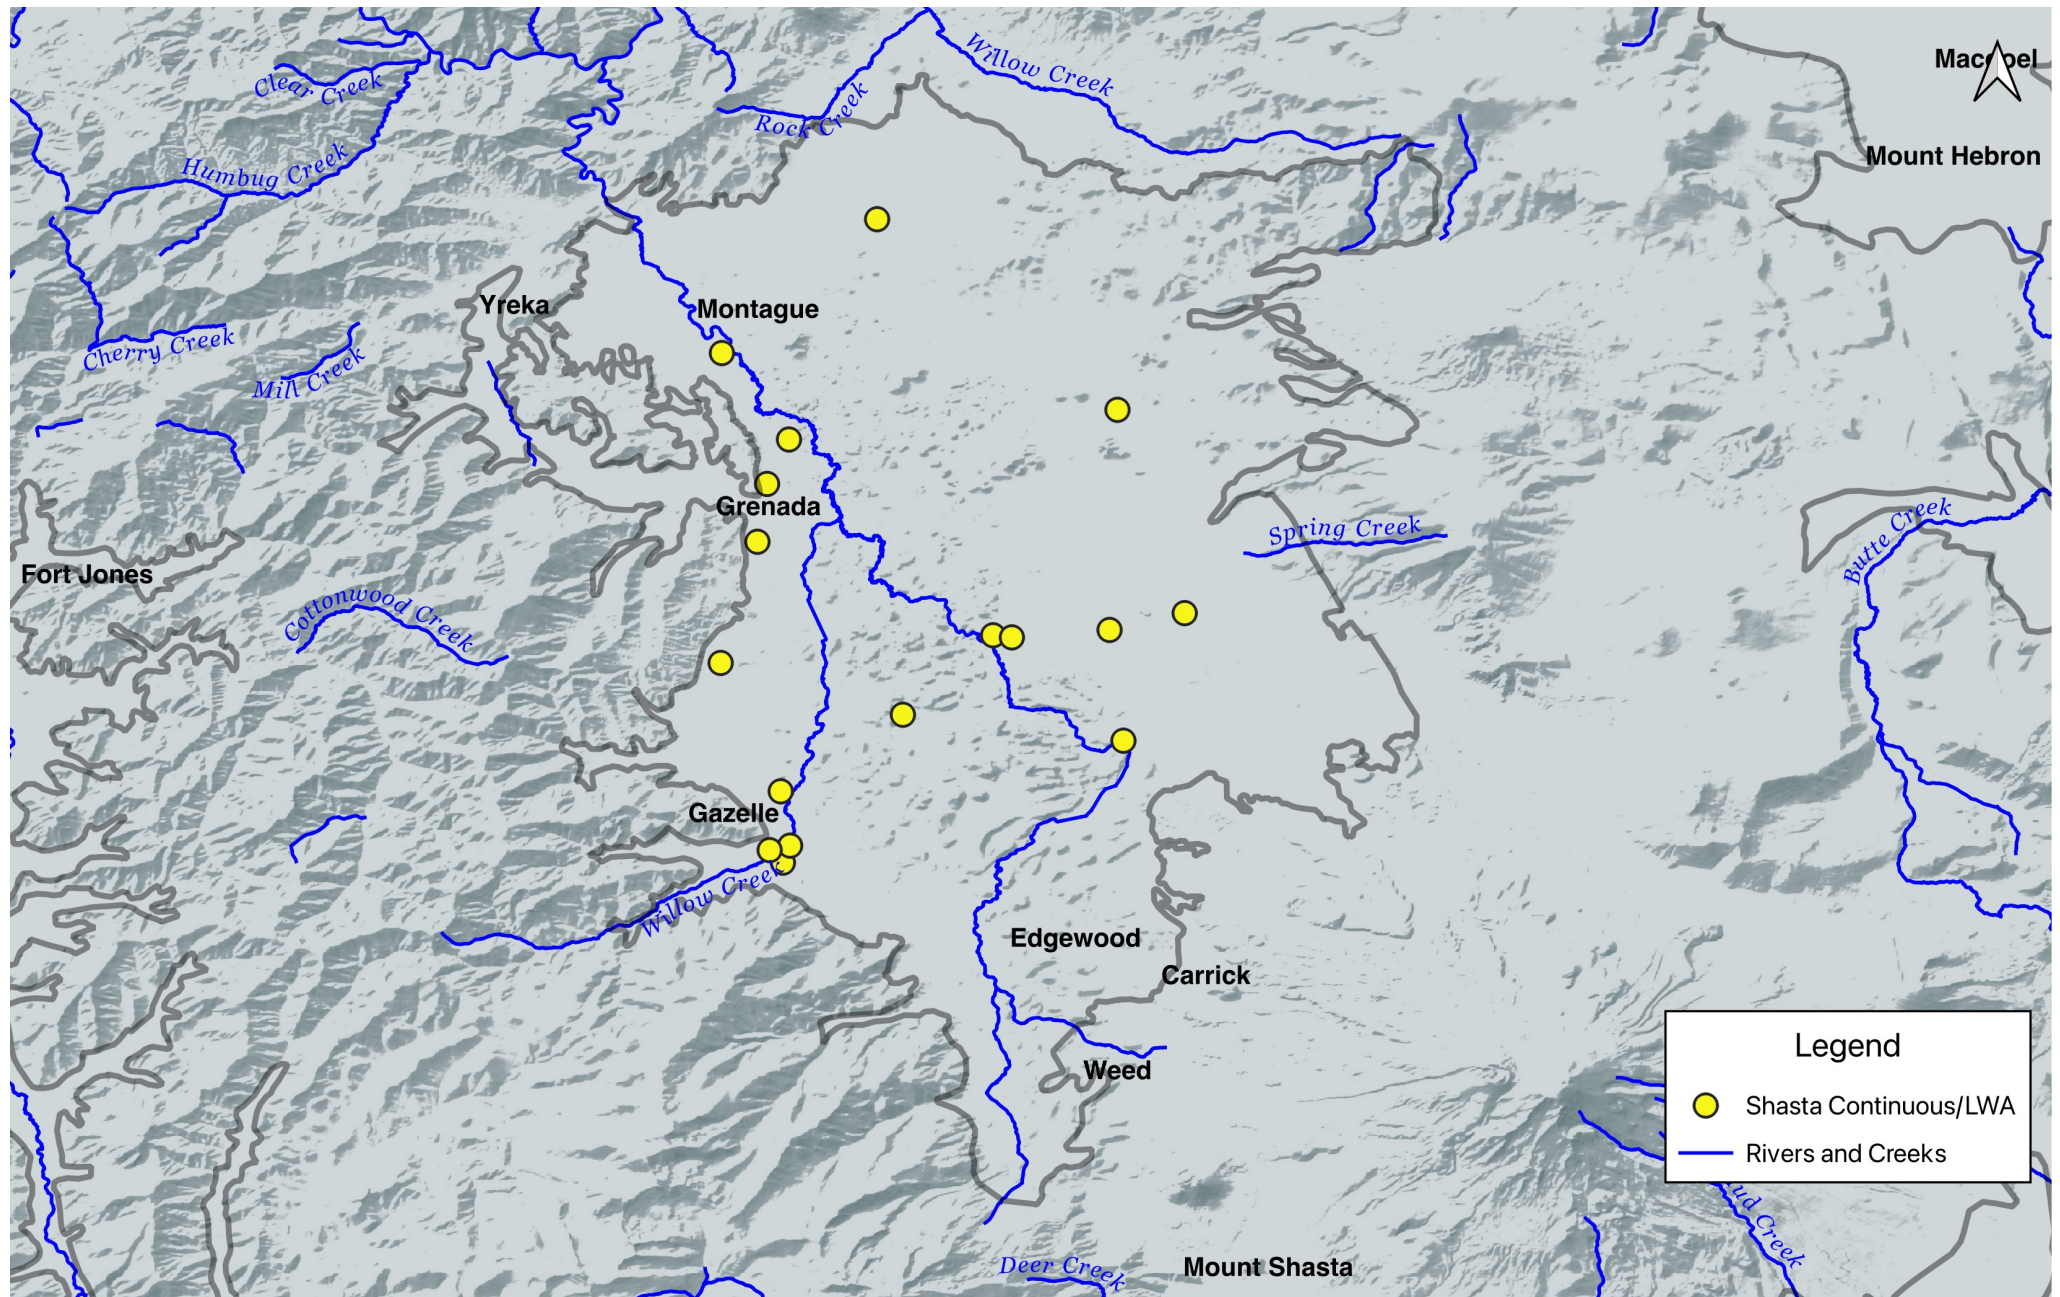 Willow Creek
Macdoel
Clear Creek
Rock Creek
Mount Hebron
Humbug Creek
Yreka
Montague
Cherry Creek
Mill Creek
Grenada
Spring Creek
Butte Creek
Fort Jones
Cottonwood Creek
Gazelle
Willow Creek
Edgewood
Carrick
Weed
Legend
Shasta Continuous/LWA
Rivers and Creeks
ud Creek
Deer Creek
Mount Shasta